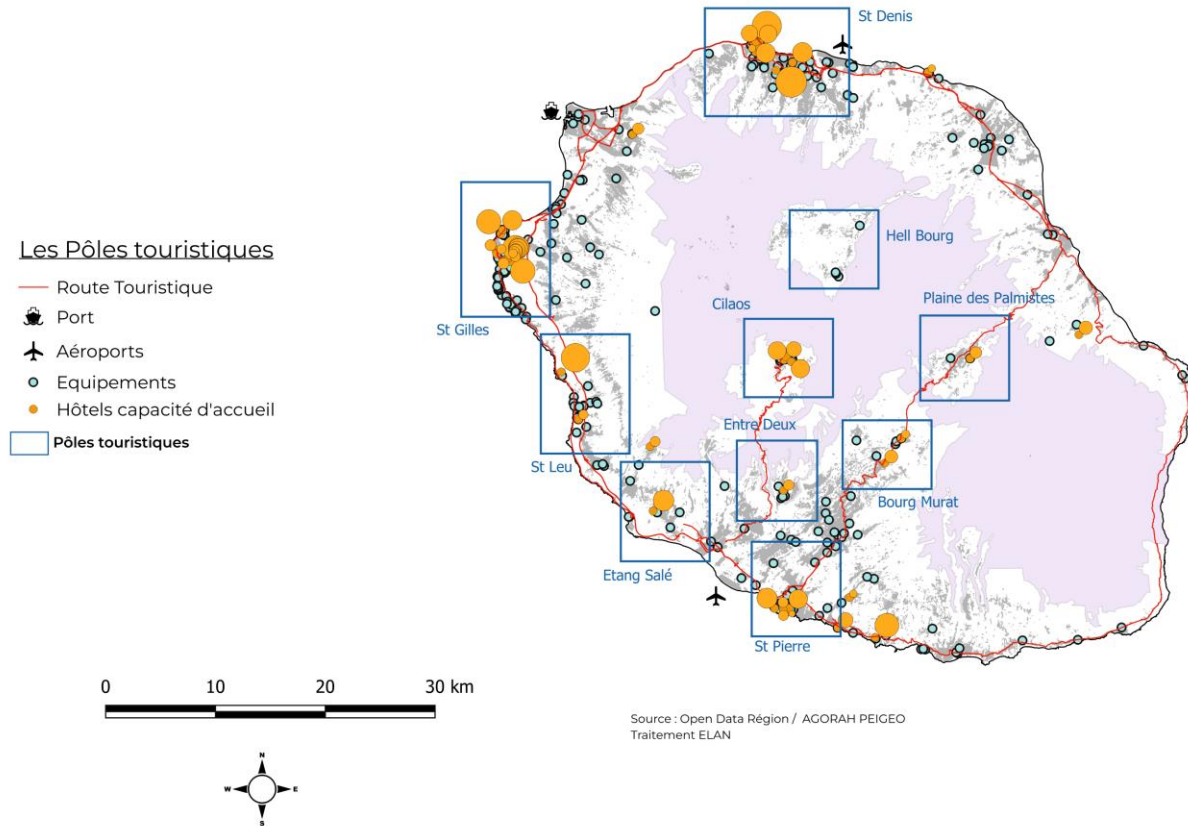 St Denis
Hell Bourg
Les Pôles touristiques
Route Touristique
Port
Aéroports
Equipements
Hôtels capacité d'accueil
Pôles touristiques
St Gilles
Cilaos
Plaine des Palmistes
Entre Deux
St Leu
Bourg Murat
Etang Salé
St Pierre
0 10 20 30 km
Source : Open Data Région / AGORAH PEIGEO
Traitement ELAN
N
W E
S